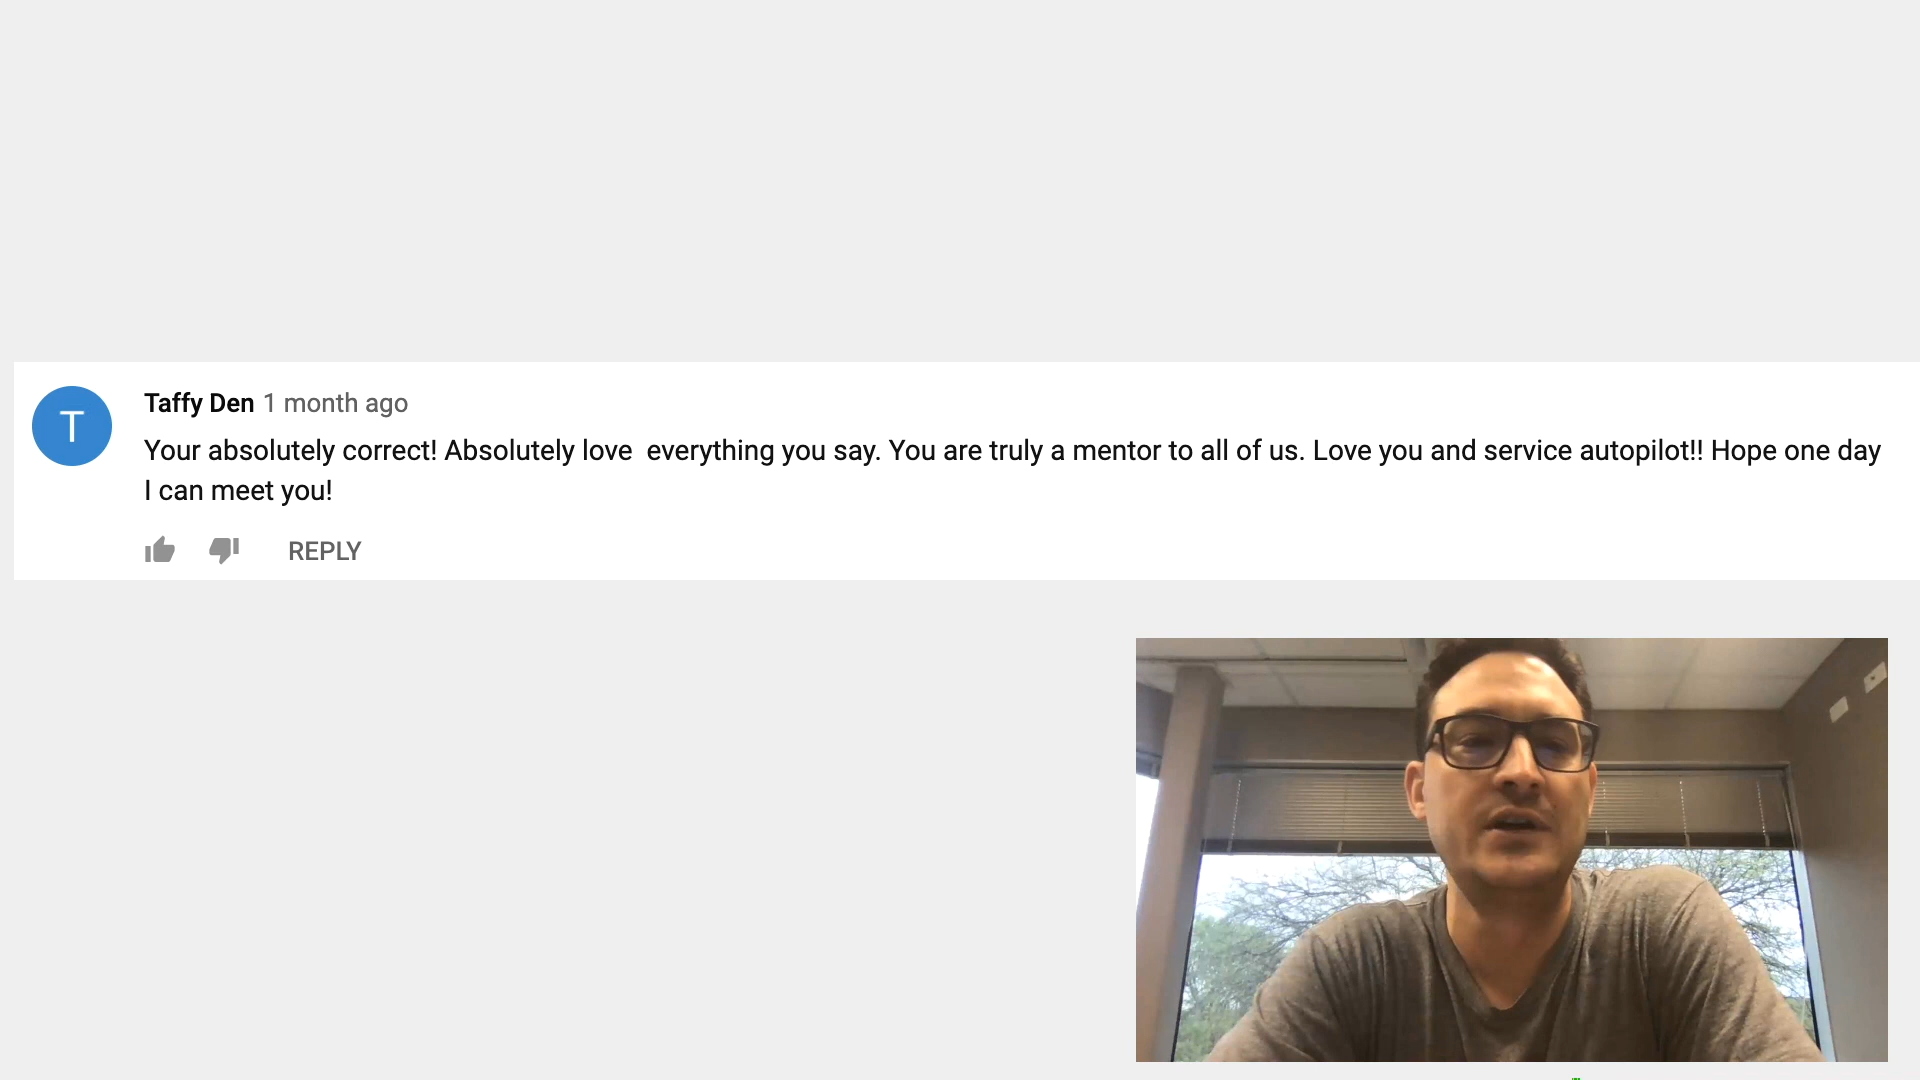 T
Taffy Den 1 month ago
Your absolutely correct! Absolutely love  everything you say. You are truly a mentor to all of us. Love you and service autopilot!! Hope one day
I can meet you!
REPLY